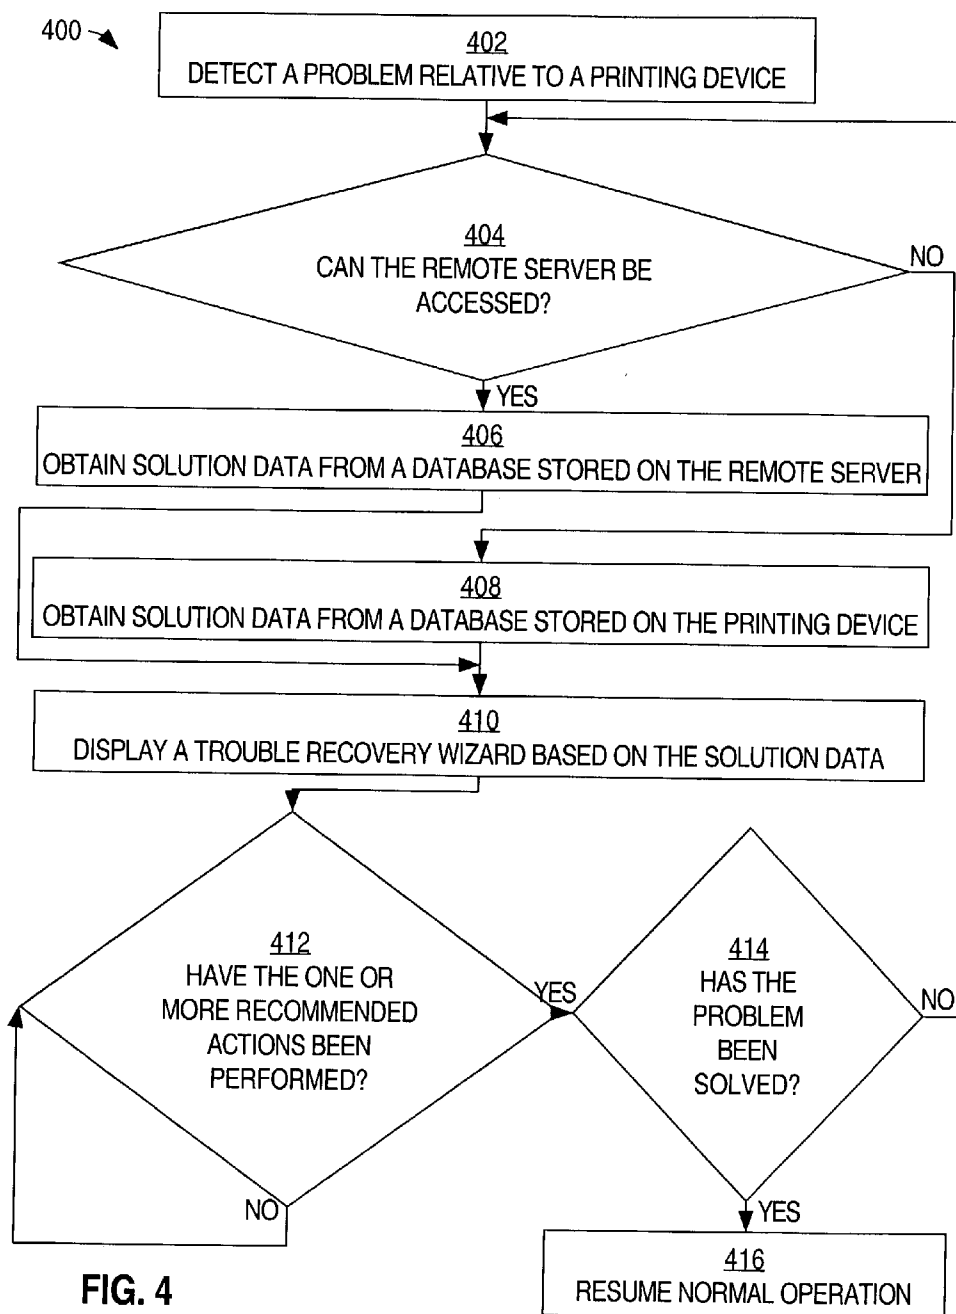 400
402
DETECT A PROBLEM RELATIVE TO A PRINTING DEVICE
404
CAN THE REMOTE SERVER BE
ACCESSED?
NO
YES
406
OBTAIN SOLUTION DATA FROM A DATABASE STORED ON THE REMOTE SERVER
408
OBTAIN SOLUTION DATA FROM A DATABASE STORED ON THE PRINTING DEVICE
410
DISPLAY A TROUBLE RECOVERY WIZARD BASED ON THE SOLUTION DATA
412
HAVE THE ONE OR
MORE RECOMMENDED
ACTIONS BEEN
PERFORMED?
YES
NO
414
HAS THE
PROBLEM
BEEN
SOLVED?
NO
YES
416
RESUME NORMAL OPERATION
FIG. 4